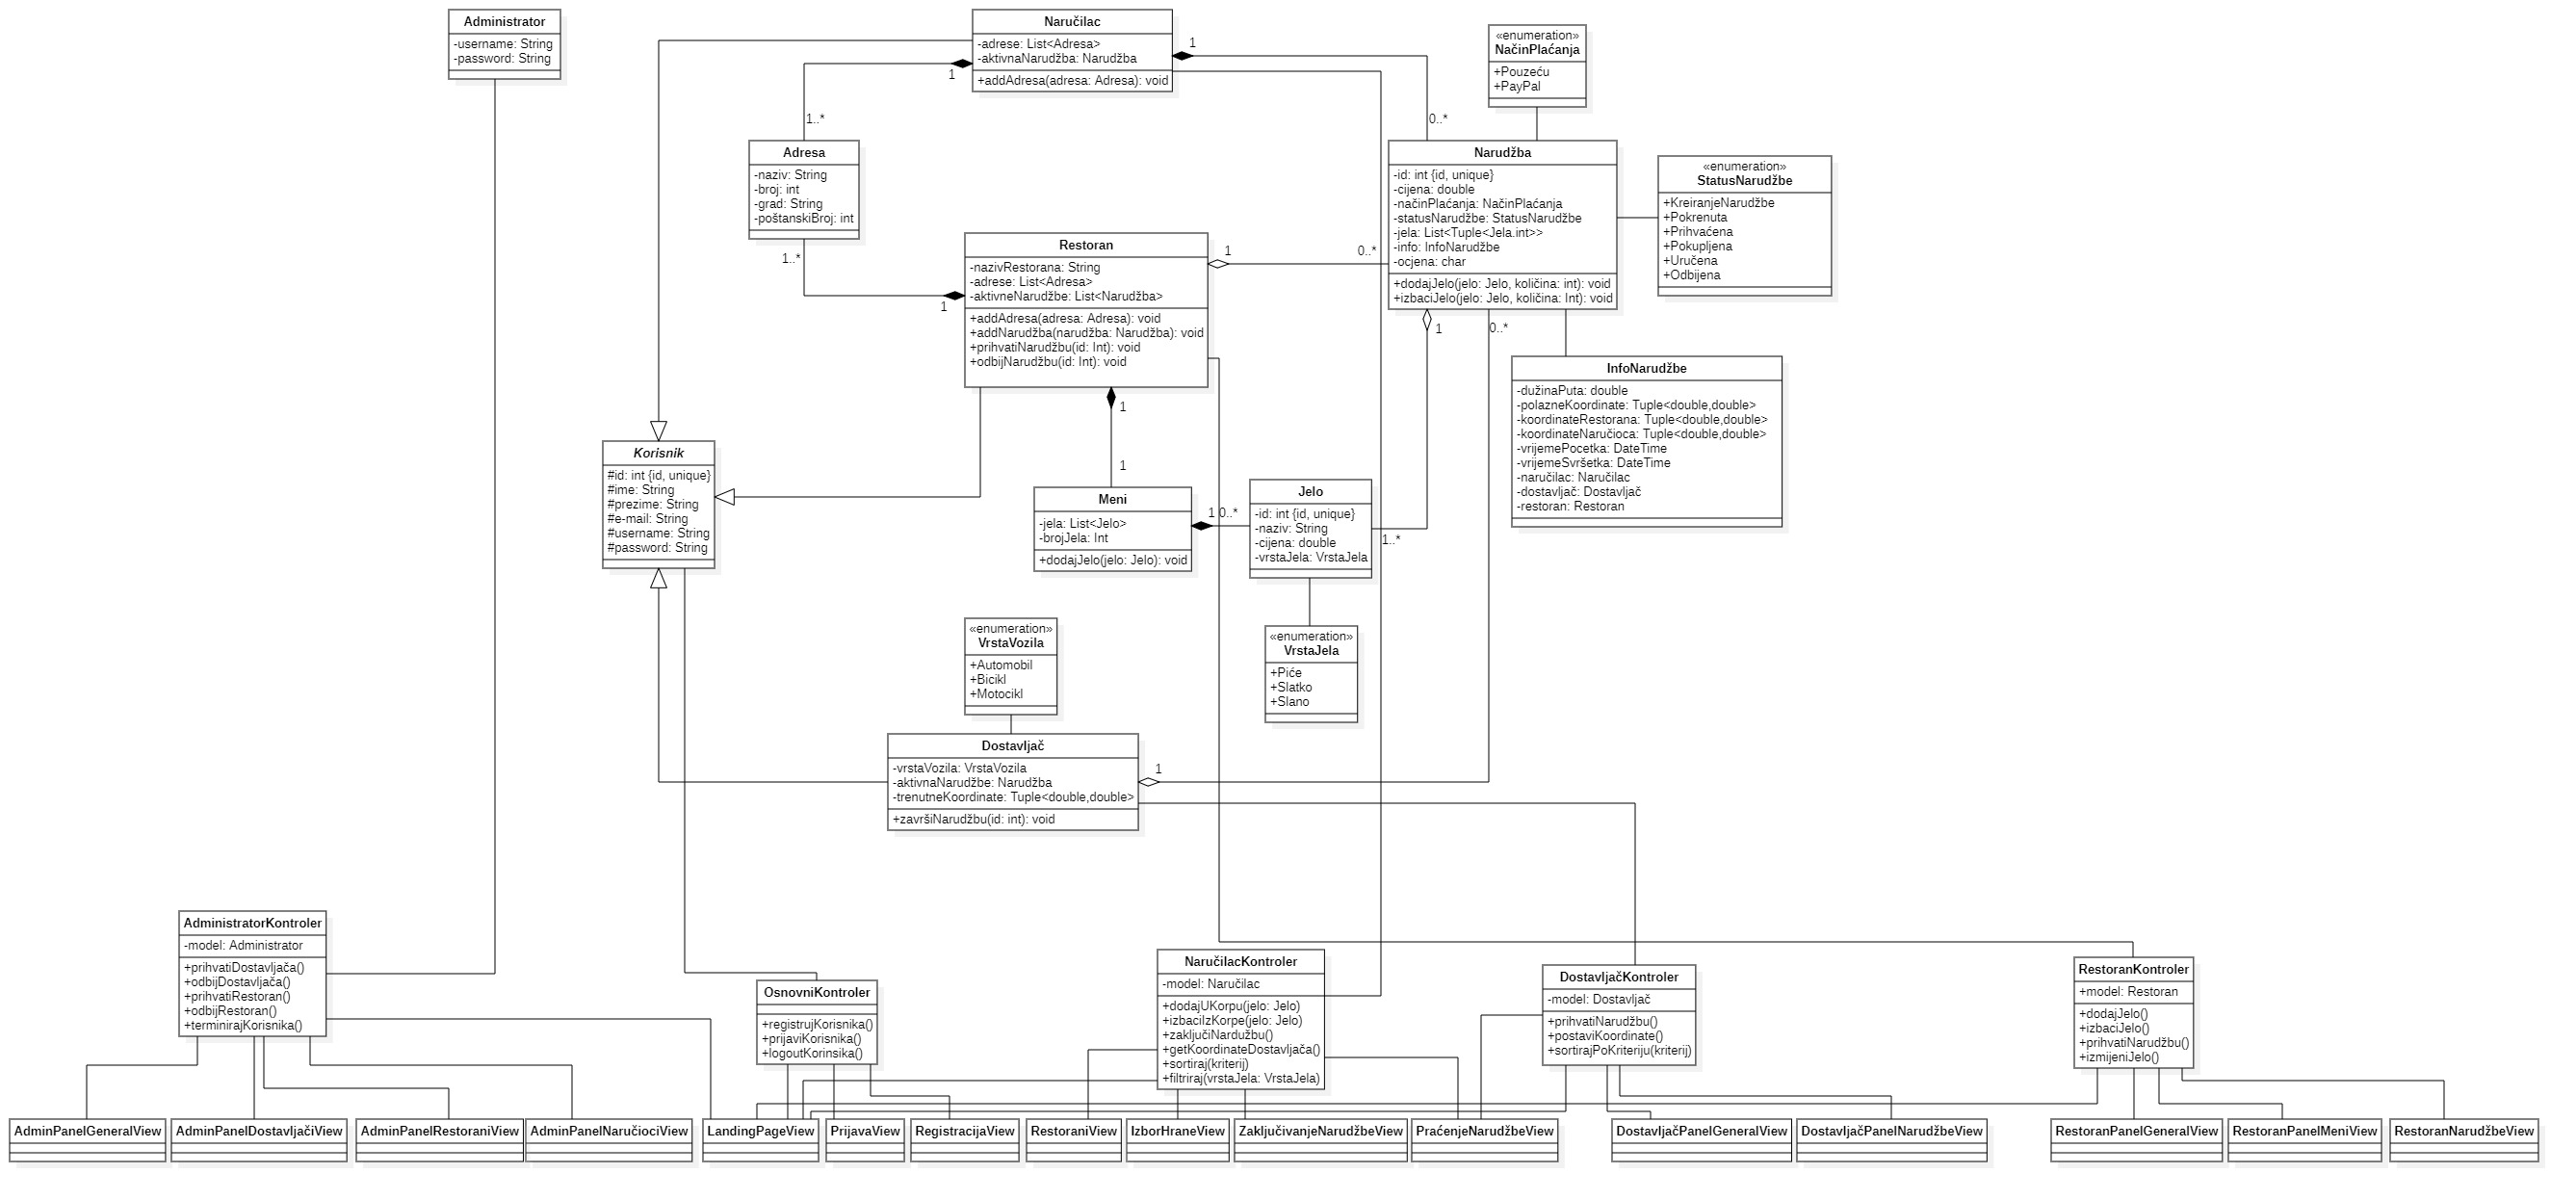 Administrator
-username: String
-password: String
Naručilac
-adrese: List<Adresa>
-aktivnaNarudžba: Narudžba
+addAdresa(adresa: Adresa): void
1
1
1..*
0..*
«enumeration»
NačinPlaćanja
+Pouzeću
+PayPal
Adresa
-naziv: String
-broj: int
-grad: String
-poštanskiBroj: int
1..*
1
Narudžba
-id: int {id, unique}
-cijena: double
-načinPlaćanja: NačinPlaćanja
-statusNarudžbe: StatusNarudžbe
-jela: List<Tuple<Jela.int>>
-info: InfoNarudžbe
-ocjena: char
+dodajJelo(jelo: Jelo, količina: int): void
+izbaciJelo(jelo: Jelo, količina: Int): void
«enumeration»
StatusNarudžbe
+KreiranjeNarudžbe
+Pokrenuta
+Prihvaćena
+Pokupljena
+Uručena
+Odbijena
Restoran
-nazivRestorana: String
-adrese: List<Adresa>
-aktivneNarudžbe: List<Narudžba>
+addAdresa(adresa: Adresa): void
+addNarudžba(narudžba: Narudžba): void
+prihvatiNarudžbu(id: Int): void
+odbijNarudžbu(id: Int): void
1
0..*
1
0..*
1
1
InfoNarudžbe
-dužinaPuta: double
-polazneKoordinate: Tuple<double,double>
-koordinateRestorana: Tuple<double,double>
-koordinateNaručioca: Tuple<double,double>
-vrijemePocetka: DateTime
-vrijemeSvršetka: DateTime
-naručilac: Naručilac
-dostavljač: Dostavljač
-restoran: Restoran
Korisnik
#id: int {id, unique}
#ime: String
#prezime: String
#e-mail: String
#username: String
#password: String
Meni
-jela: List<Jelo>
-brojJela: Int
+dodajJelo(jelo: Jelo): void
1
0..*
Jelo
-id: int {id, unique}
-naziv: String
-cijena: double
-vrstaJela: VrstaJela
1..*
«enumeration»
VrstaVozila
+Automobil
+Bicikl
+Motocikl
«enumeration»
VrstaJela
+Piće
+Slatko
+Slano
Dostavljač
-vrstaVozila: VrstaVozila
-aktivnaNarudžbe: Narudžba
-trenutneKoordinate: Tuple<double,double>
+završiNarudžbu(id: int): void
1
AdministratorKontroler
-model: Administrator
+prihvatiDostavljača()
+odbijDostavljača()
+prihvatiRestoran()
+odbijRestoran()
+terminirajKorisnika()
OsnovniKontroler
+registrujKorisnika()
+prijaviKorisnika()
+logoutKorinsika()
NaručilacKontroler
-model: Naručilac
+dodajUKorpu(jelo: Jelo)
+izbaciIzKorpe(jelo: Jelo)
+zaključiNardužbu()
+getKoordinateDostavljača()
+sortiraj(kriterij)
+filtriraj(vrstaJela: VrstaJela)
DostavljačKontroler
-model: Dostavljač
+prihvatiNarudžbu()
+postaviKoordinate()
+sortirajPoKriteriju(kriterij)
RestoranKontroler
+model: Restoran
+dodajJelo()
+izbaciJelo()
+prihvatiNarudžbu()
+izmijeniJelo()
AdminPanelGeneralView
AdminPanelDostavljačiView
AdminPanelRestoraniView
AdminPanelNaručiociView
LandingPageView
PrijavaView
RegistracijaView
RestoraniView
IzborHraneView
ZaključivanjeNarudžbeView
PraćenjeNarudžbeView
DostavljačPanelGeneralView
DostavljačPanelNarudžbeView
RestoranPanelGeneralView
RestoranPanelMeniView
RestoranNarudžbeView